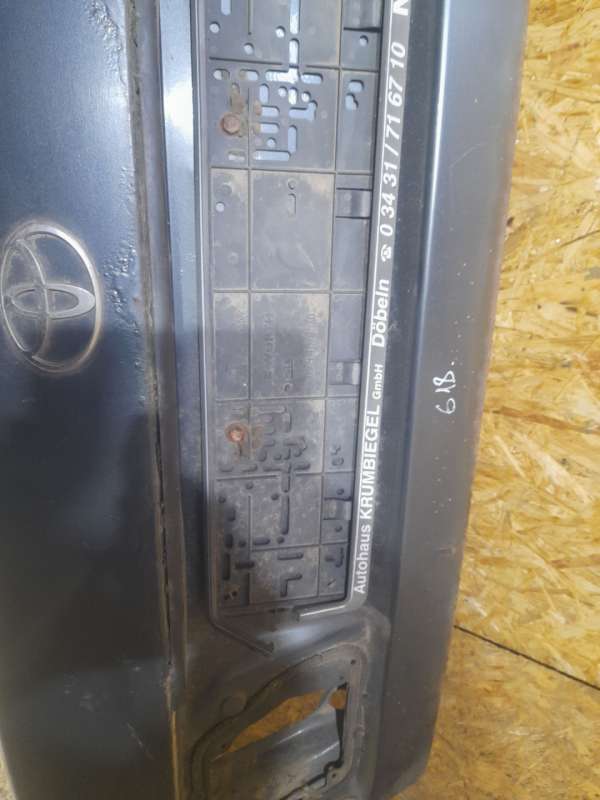 Autohaus KRUMBIEGEL GmbH Döbeln ☎ 0 34 31/71 67 10 N
618.